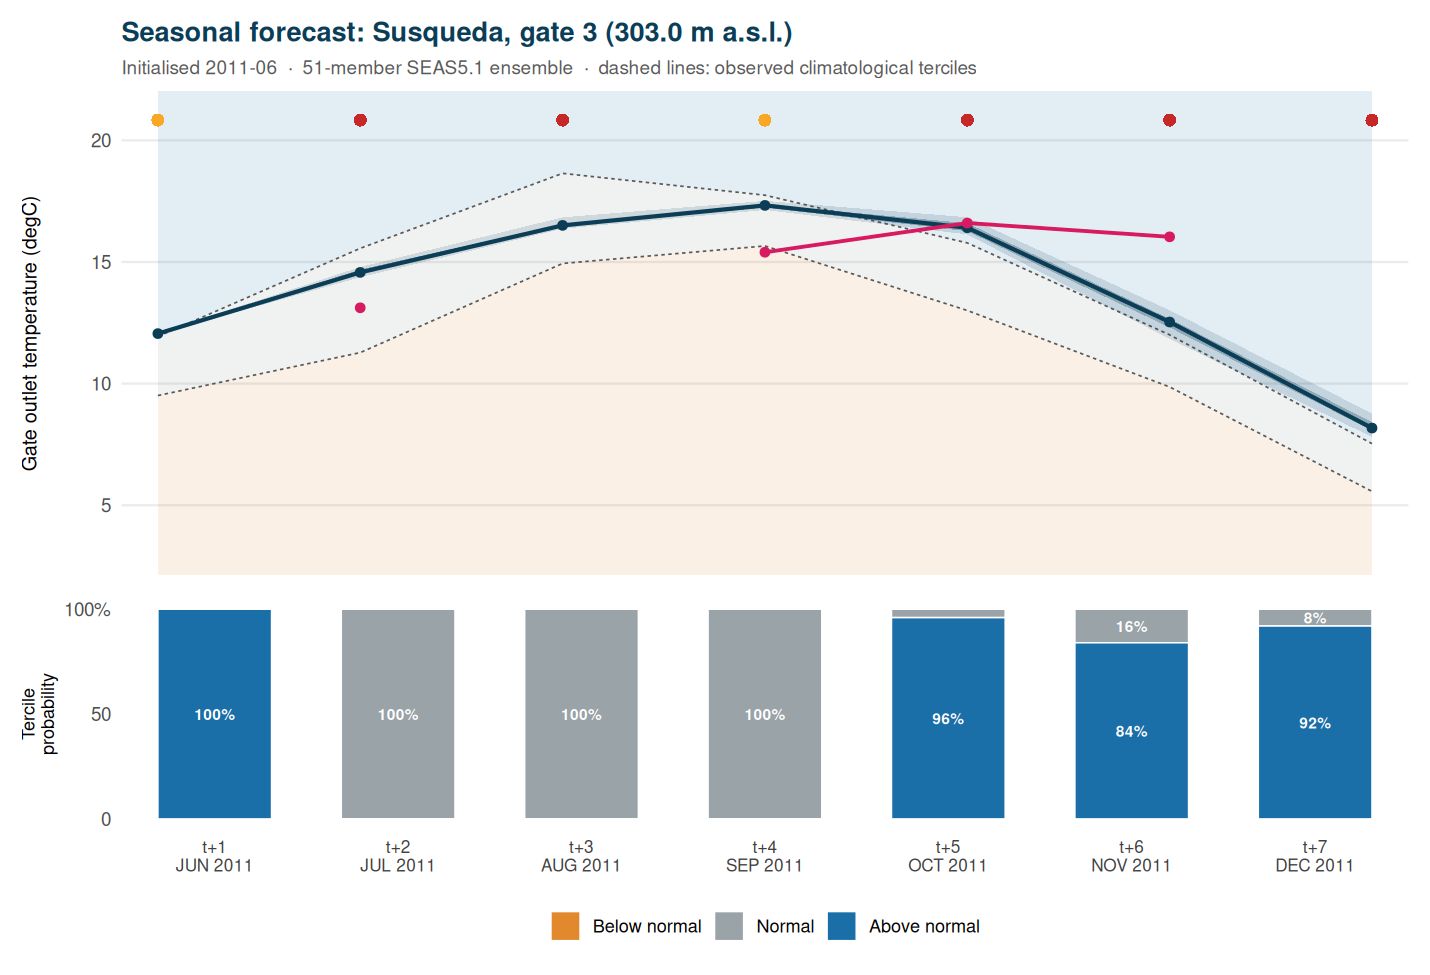 Seasonal forecast: Susqueda, gate 3 (303.0 m a.s.l.)
Initialised 2011-06 · 51-member SEAS5.1 ensemble · dashed lines: observed climatological terciles
Gate outlet temperature (degC)
20
15
10
5
Tercile
probability
100%
50
0
100%
100%
100%
100%
96%
16%
84%
8%
92%
t+1
JUN 2011
t+2
JUL 2011
t+3
AUG 2011
t+4
SEP 2011
t+5
OCT 2011
t+6
NOV 2011
t+7
DEC 2011
Below normal
Normal
Above normal